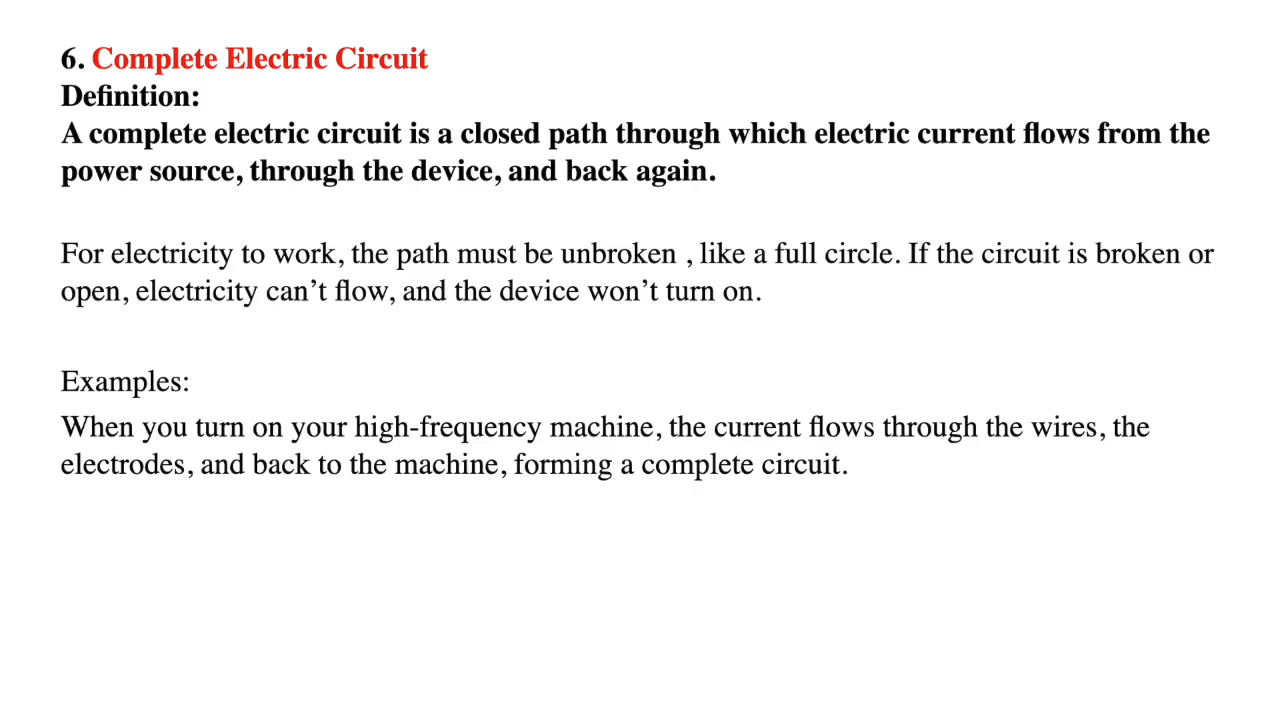 6. Complete Electric Circuit
Definition:
A complete electric circuit is a closed path through which electric current flows from the
power source, through the device, and back again.
For electricity to work, the path must be unbroken , like a full circle. If the circuit is broken or
open, electricity can’t flow, and the device won’t turn on.
Examples:
When you turn on your high-frequency machine, the current flows through the wires, the
electrodes, and back to the machine, forming a complete circuit.